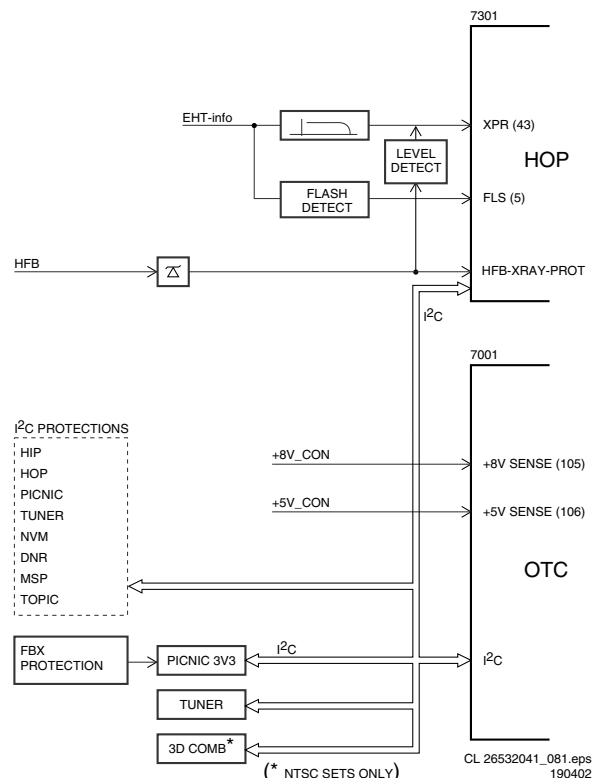 7301
EHT-info
XPR (43)
LEVEL
DETECT
HOP
FLASH
DETECT
FLS (5)
HFB
HFB-XRAY-PROT
I²C
7001
I²C PROTECTIONS
HIP
HOP
PICNIC
TUNER
NVM
DNR
MSP
TOPIC
+8V_CON
+8V SENSE (105)
+5V_CON
+5V SENSE (106)
OTC
FBX
PROTECTION
PICNIC 3V3
I²C
I²C
TUNER
3D COMB*
(* NTSC SETS ONLY)
CL 26532041_081.eps
190402